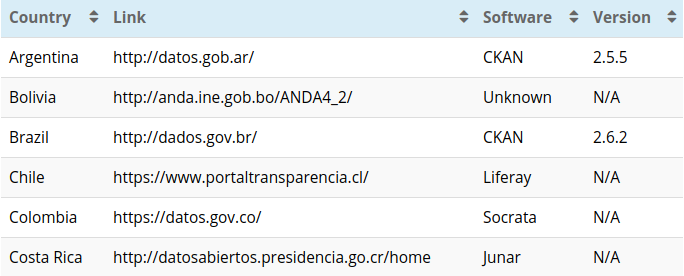 Country Link Software Version
Argentina http://datos.gob.ar/ CKAN 2.5.5
Bolivia http://anda.ine.gob.bo/ANDA4_2/ Unknown N/A
Brazil http://dados.gov.br/ CKAN 2.6.2
Chile https://www.portaltransparencia.cl/ Liferay N/A
Colombia https://datos.gov.co/ Socrata N/A
Costa Rica http://datosabiertos.presidencia.go.cr/home Junar N/A